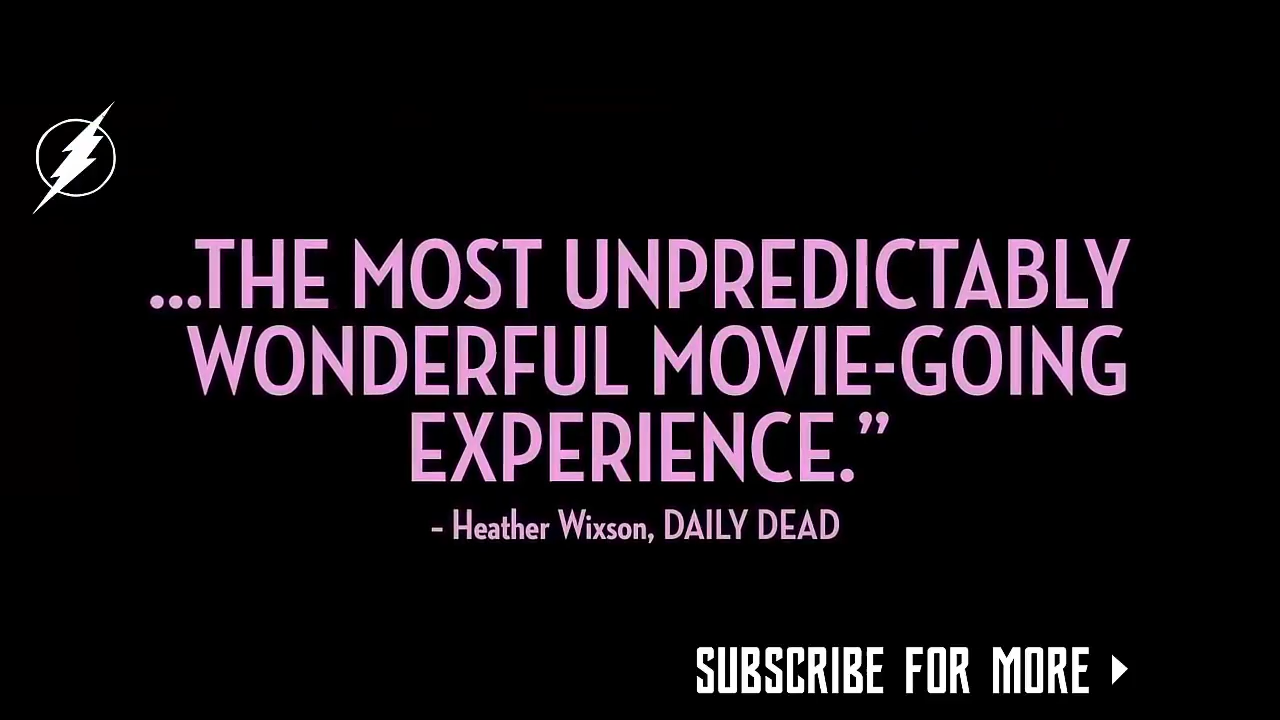 ...THE MOST UNPREDICTABLY
WONDERFUL MOVIE-GOING
EXPERIENCE.”
– Heather Wixson, DAILY DEAD
SUBSCRIBE FOR MORE